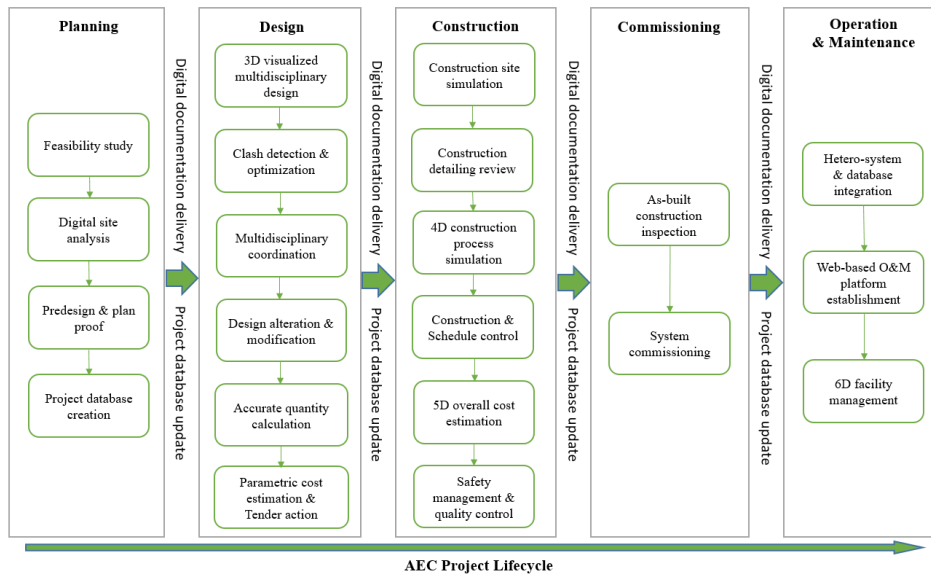 Planning
Feasibility study
Digital site
analysis
Predesign & plan
proof
Project database
creation
Digital documentation delivery
Project database update
Design
3D visualized
multidisciplinary
design
Clash detection &
optimization
Multidisciplinary
coordination
Design alteration &
modification
Accurate quantity
calculation
Parametric cost
estimation &
Tender action
Digital documentation delivery
Project database update
Construction
Construction site
simulation
Construction
detailing review
4D construction
process
simulation
Construction &
Schedule control
5D overall cost
estimation
Safety
management &
quality control
Digital documentation delivery
Project database update
Commissioning
As-built
construction
inspection
System
commissioning
Digital documentation delivery
Project database update
Operation
& Maintenance
Hetero-system
& database
integration
Web-based O&M
platform
establishment
6D facility
management
AEC Project Lifecycle